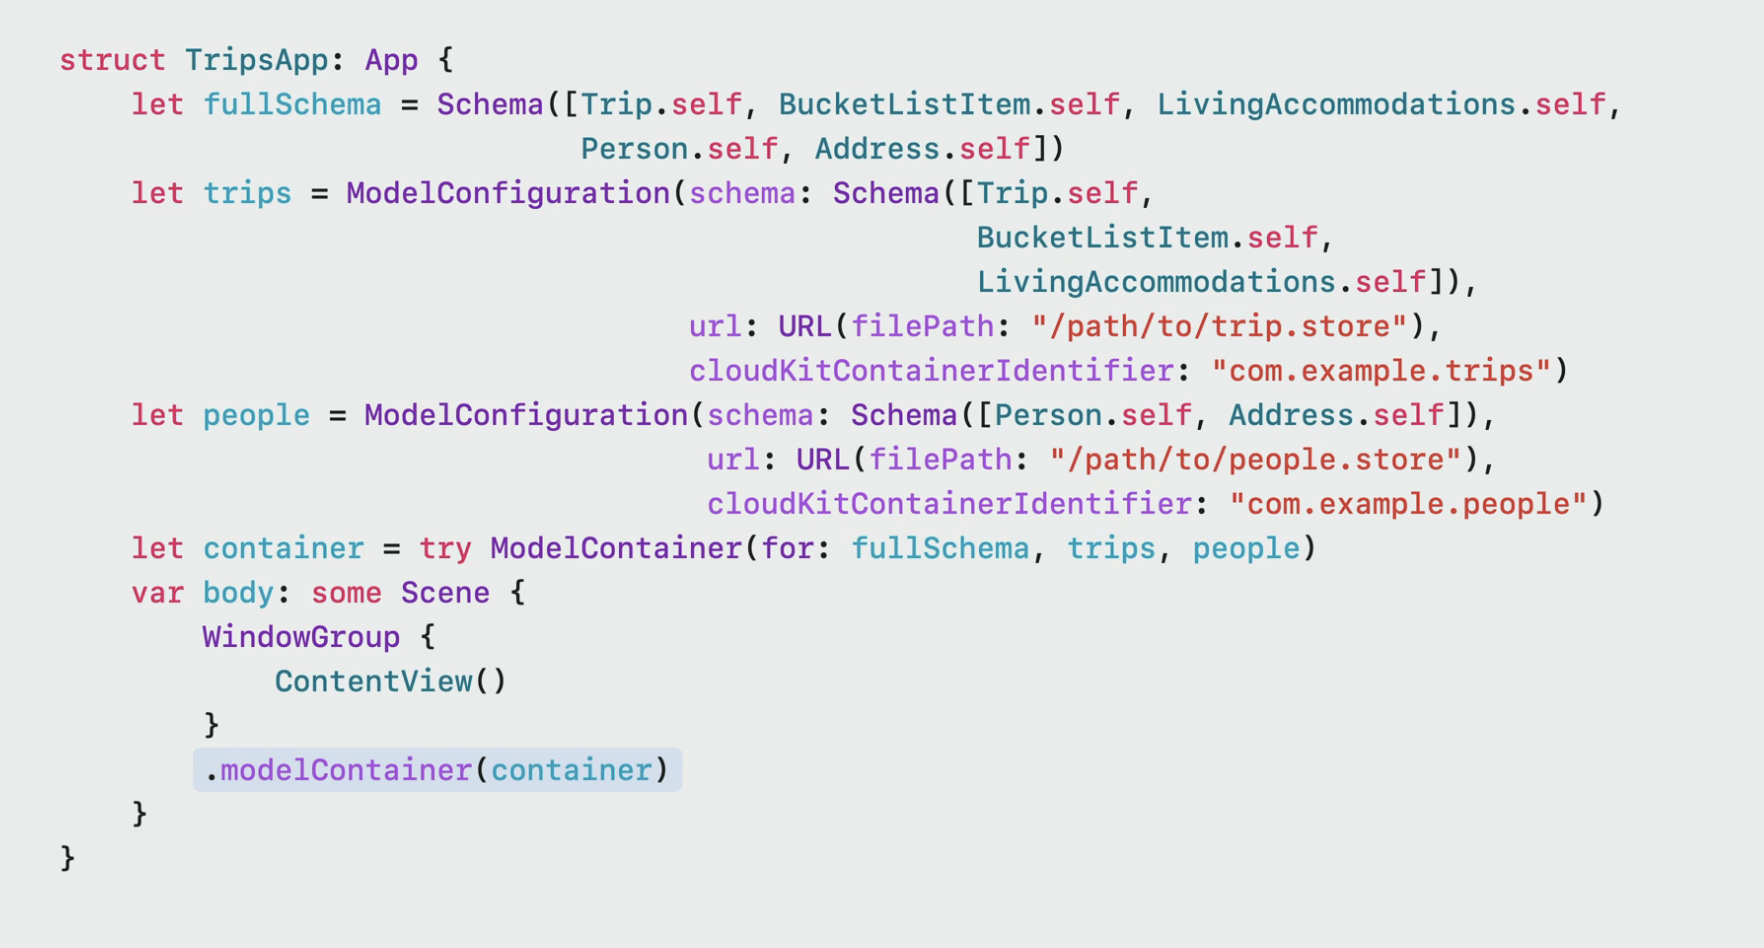 struct TripsApp: App {
    let fullSchema = Schema([Trip.self, BucketListItem.self, LivingAccommodations.self,
                             Person.self, Address.self])
    let trips = ModelConfiguration(schema: Schema([Trip.self,
                                                   BucketListItem.self,
                                                   LivingAccommodations.self]),
                                   url: URL(filePath: "/path/to/trip.store"),
                                   cloudKitContainerIdentifier: "com.example.trips")
    let people = ModelConfiguration(schema: Schema([Person.self, Address.self]),
                                    url: URL(filePath: "/path/to/people.store"),
                                    cloudKitContainerIdentifier: "com.example.people")
    let container = try ModelContainer(for: fullSchema, trips, people)
    var body: some Scene {
        WindowGroup {
            ContentView()
        }
        .modelContainer(container)
    }
}